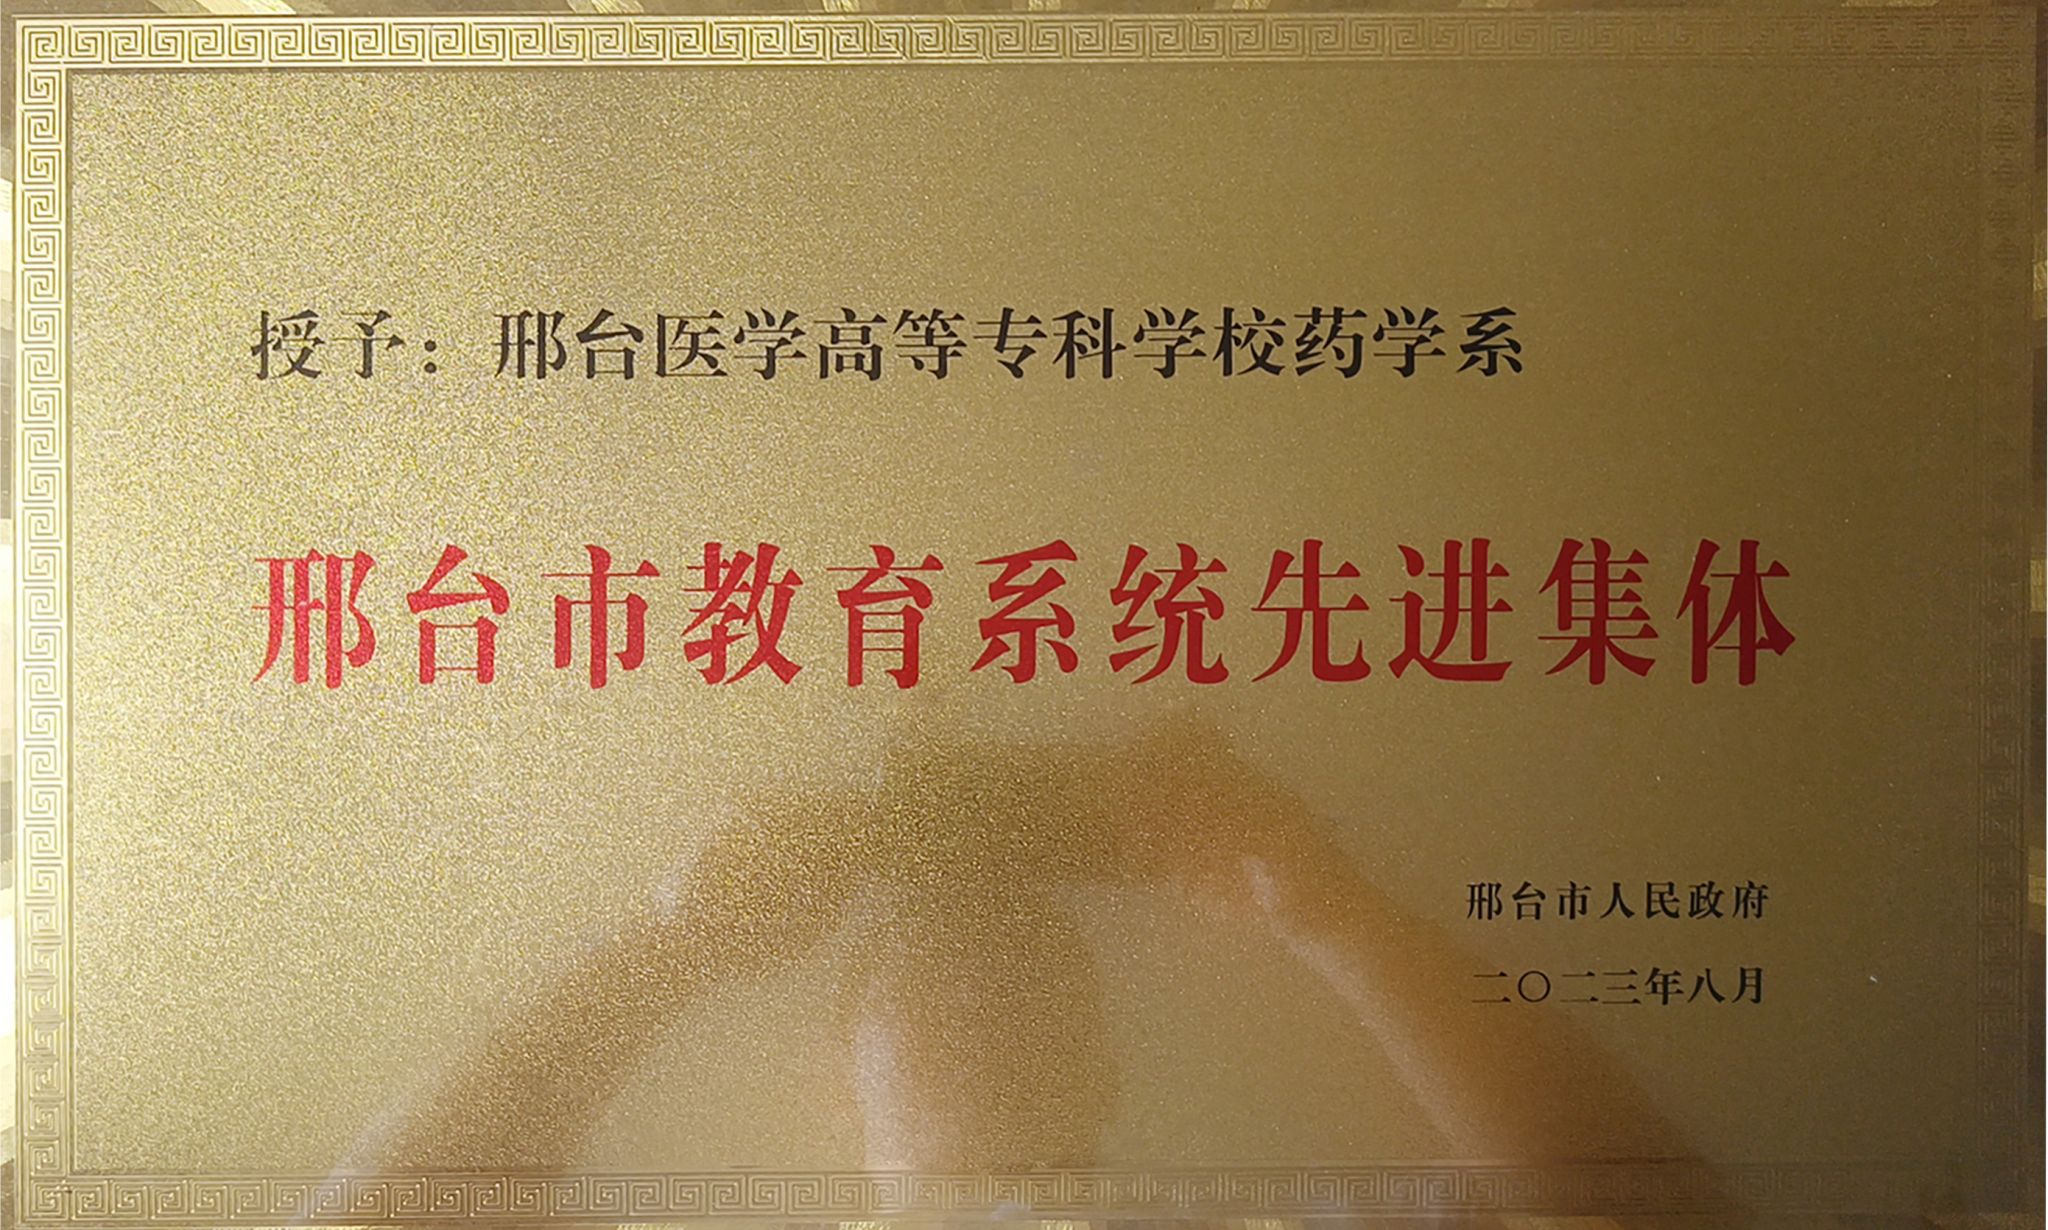 授予：邢台医学高等专科学校药学系
邢台市教育系统先进集体
邢台市人民政府
二〇二三年八月